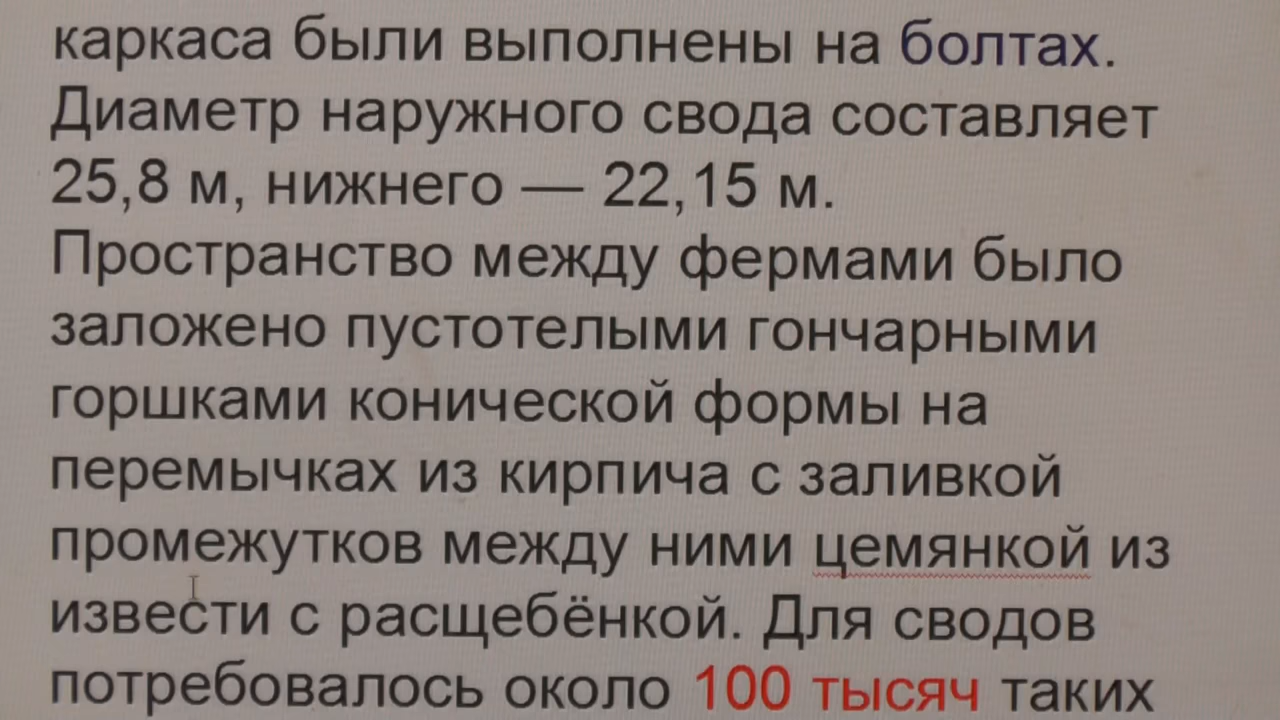 каркаса были выполнены на болтах.
Диаметр наружного свода составляет
25,8 м, нижнего — 22,15 м.
Пространство между фермами было
заложено пустотелыми гончарными
горшками конической формы на
перемычках из кирпича с заливкой
промежутков между ними цемянкой из
извести с расщебёнкой. Для сводов
потребовалось около 100 тысяч таких